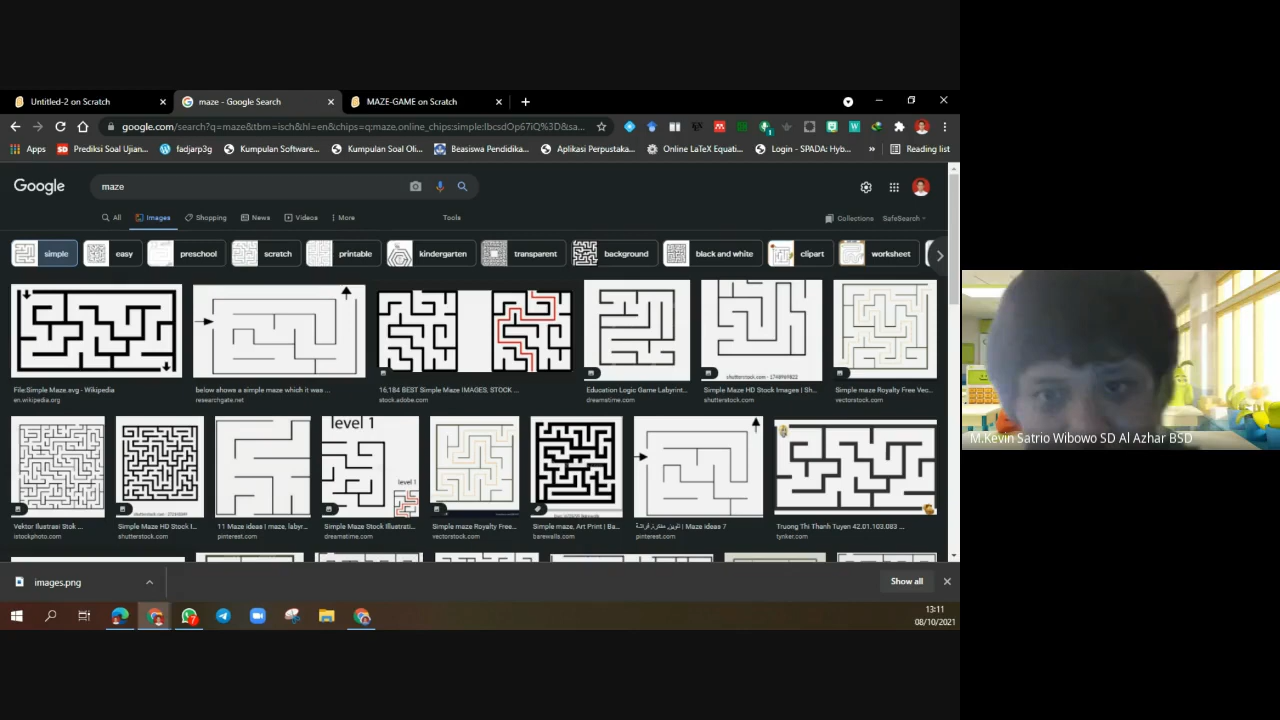 Untitled-2 on Scratch
maze - Google Search
MAZE-GAME on Scratch
google.com/search?q=maze&tbm=isch&hl=en&chips=q:maze,online_chips:simple:IbcsdOp67iQ%3D&sa...
Apps
Prediksi Soal Ujian...
fadjarp3g
Kumpulan Software...
Kumpulan Soal Oli...
Beasiswa Pendidika...
Aplikasi Perpustaka...
Online LaTeX Equati...
Login - SPADA: Hyb...
»
Reading list
Google
maze
All
Images
Shopping
News
Videos
More
Tools
Collections
SafeSearch
simple
easy
preschool
scratch
printable
kindergarten
transparent
background
black and white
clipart
worksheet
File:Simple Maze.svg - Wikipedia
en.wikipedia.org
below shows a simple maze which it was ...
researchgate.net
16,184 BEST Simple Maze IMAGES, STOCK ...
stock.adobe.com
Education Logic Game Labyrint...
dreamstime.com
Simple Maze HD Stock Images | Sh...
shutterstock.com
Simple maze Royalty Free Vec...
vectorstock.com
level 1
level 1
Vektor Ilustrasi Stok ...
istockphoto.com
Simple Maze HD Stock I...
shutterstock.com
11 Maze ideas | maze, labyr...
pinterest.com
Simple Maze Stock Illustrati...
dreamstime.com
Simple maze Royalty Free...
vectorstock.com
Simple maze, Art Print | Ba...
barewalls.com
Maze ideas 7 |
pinterest.com
Truong Thi Thanh Tuyen 42.01.103.083 ...
tynker.com
images.png
Show all
13:11
08/10/2021
M.Kevin Satrio Wibowo SD Al Azhar BSD